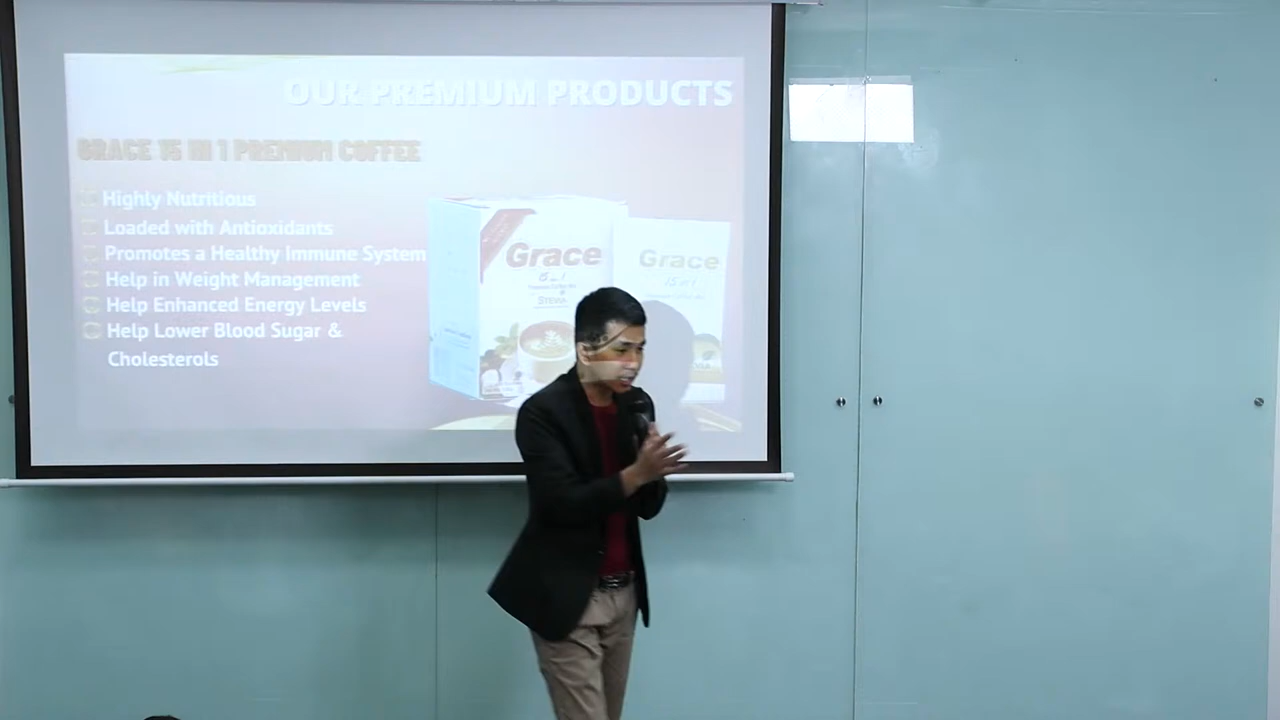 OUR PREMIUM PRODUCTS
GRACE 15 IN 1 PREMIUM COFFEE
Highly Nutritious
Loaded with Antioxidants
Promotes a Healthy Immune System
Help in Weight Management
Help Enhanced Energy Levels
Help Lower Blood Sugar &
Cholesterols
Grace
15 in 1
Stevia
Grace